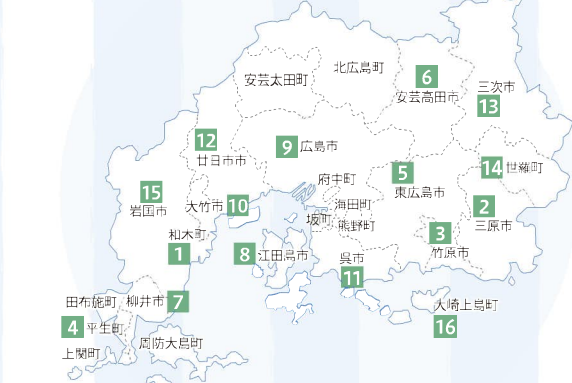 北広島町
安芸太田町
6
安芸高田市
三次市
13
12
廿日市市
9 広島市
14 世羅町
5
東広島市
府中町
15
岩国市
大竹市 10
海田町
坂町
熊野町
2
三原市
3
竹原市
和木町
1
8 江田島市
呉市
11
田布施町
柳井市 7
大崎上島町
16
4 平生町
上関町
周防大島町